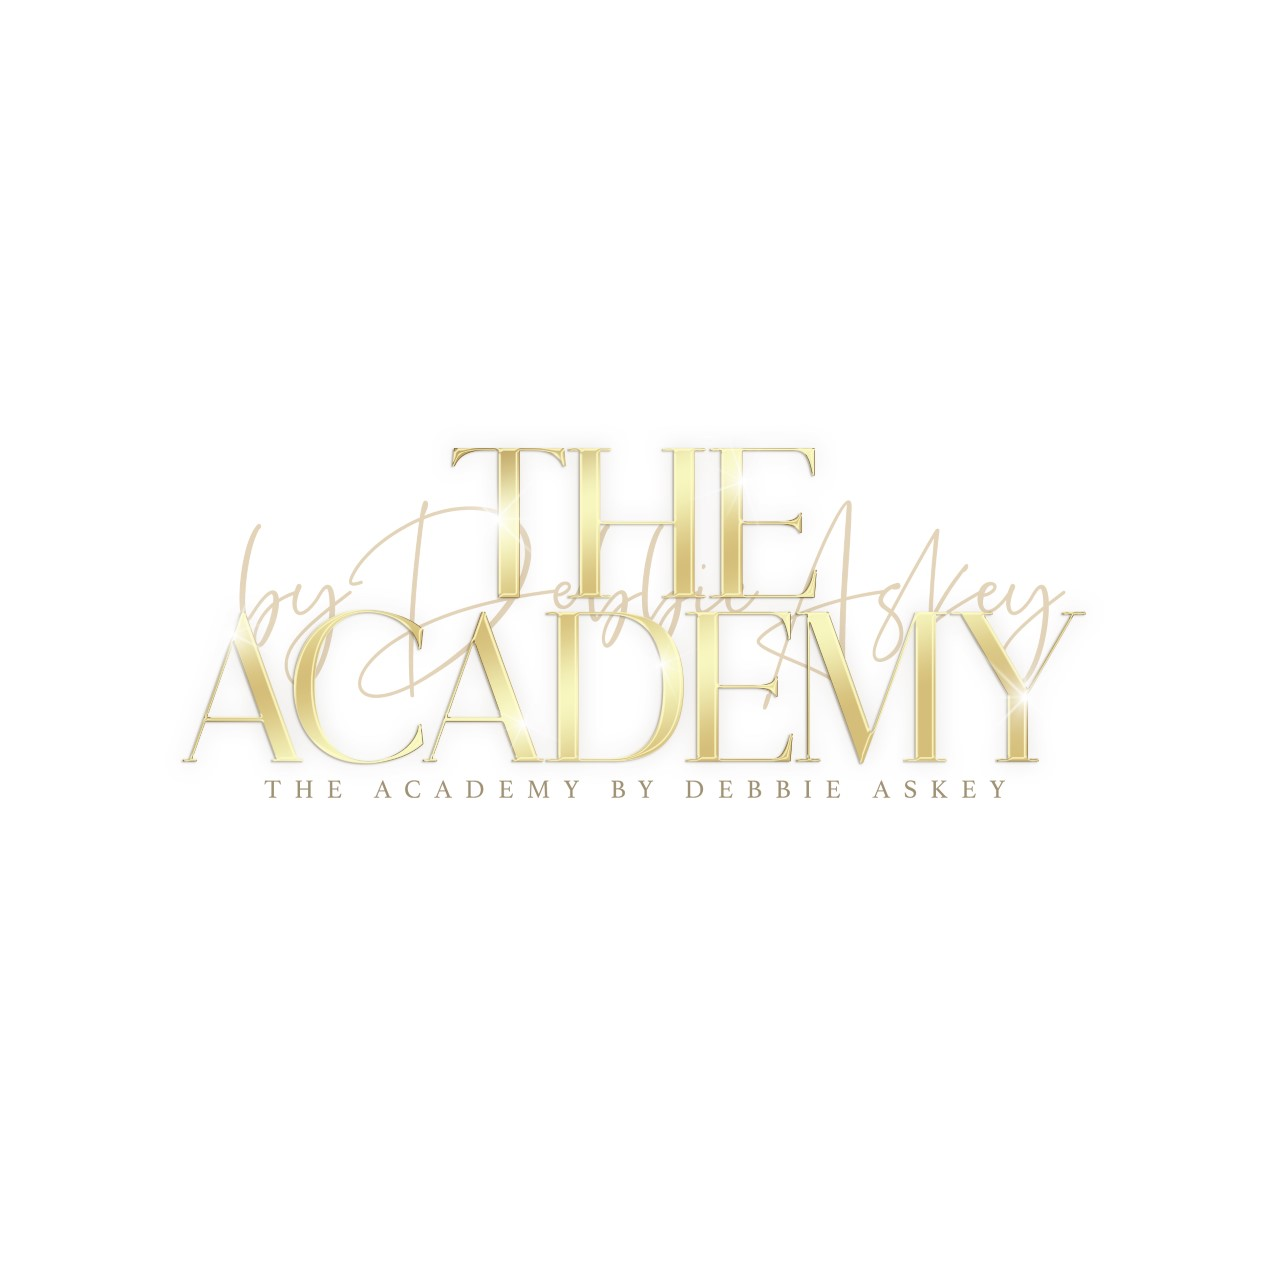 THE
by Debbie Askey
ACADEMY
THE ACADEMY BY DEBBIE ASKEY